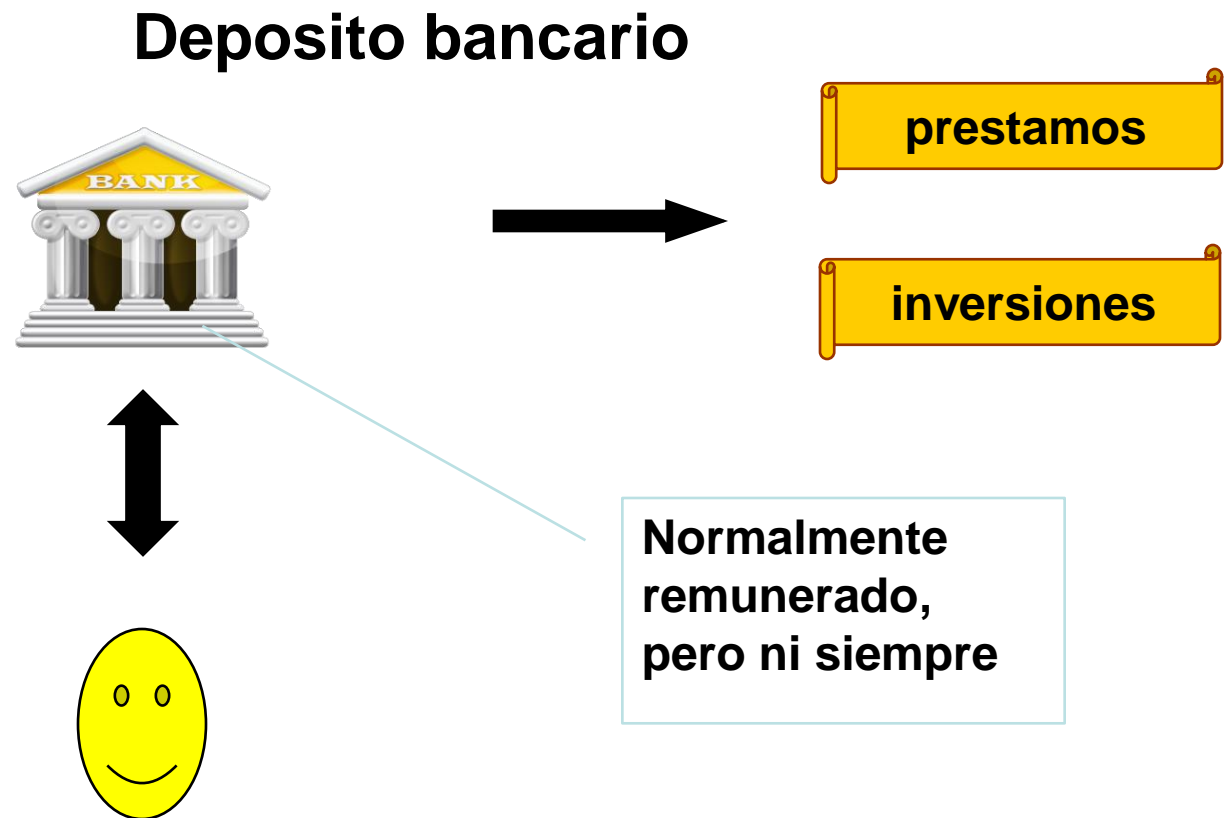 Deposito bancario
BANK
prestamos
inversiones
Normalmente
remunerado,
pero ni siempre